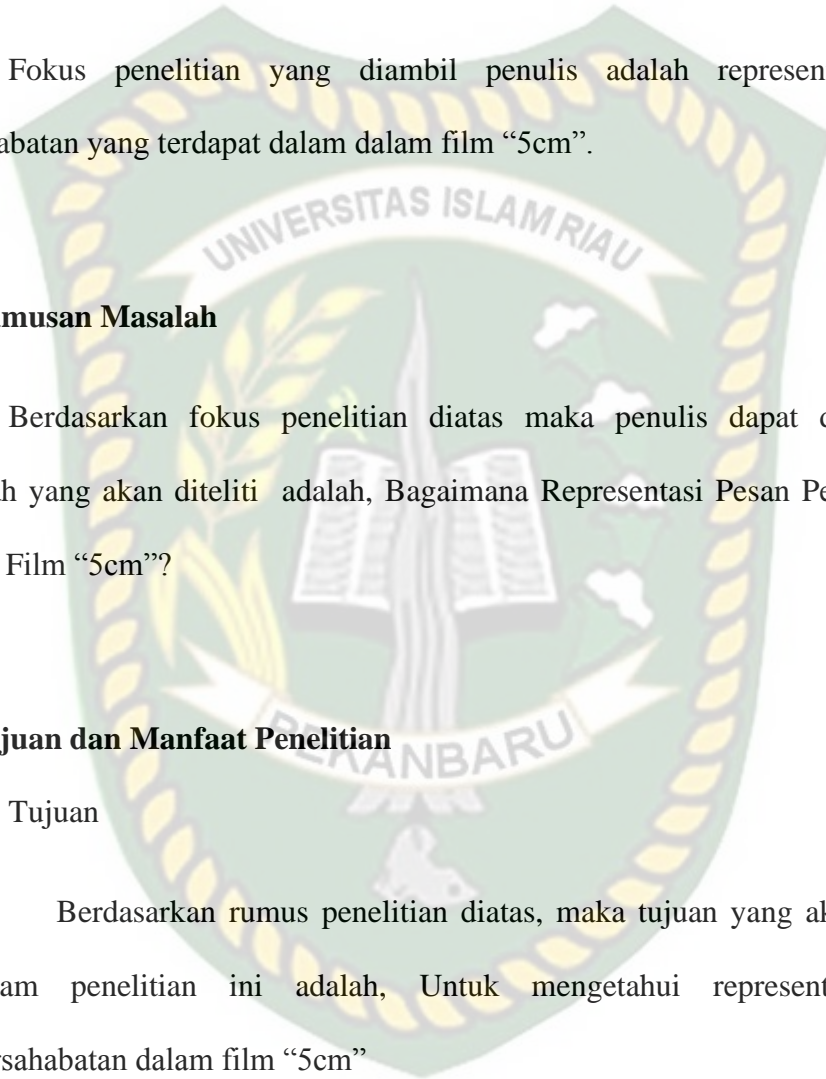 Fokus penelitian yang diambil penulis adalah represen
abatan yang terdapat dalam dalam film “5cm”.
UNIVERSITAS ISLAM RIAU
musan Masalah
Berdasarkan fokus penelitian diatas maka penulis dapat d
h yang akan diteliti adalah, Bagaimana Representasi Pesan Pe
Film “5cm”?
juan dan Manfaat Penelitian
PEKANBARU
Tujuan
Berdasarkan rumus penelitian diatas, maka tujuan yang ak
am penelitian ini adalah, Untuk mengetahui represent
rsahabatan dalam film “5cm”